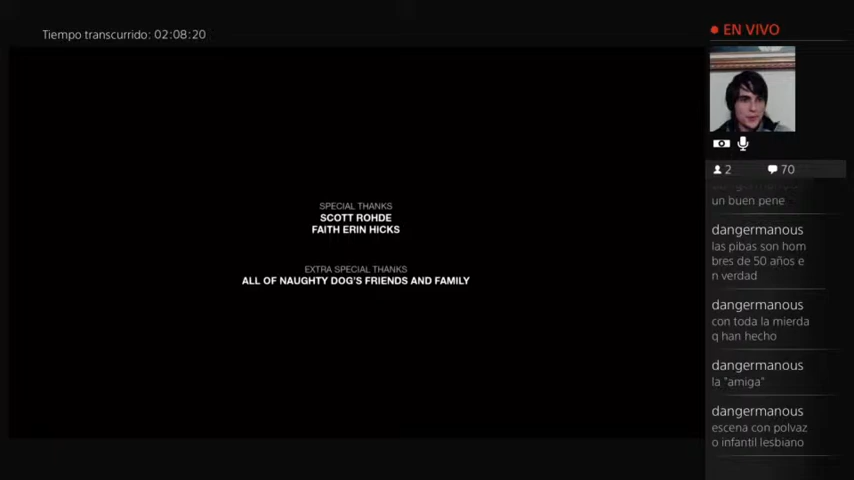 Tiempo transcurrido: 02:08:20
EN VIVO
2
70
SPECIAL THANKS
SCOTT ROHDE
FAITH ERIN HICKS
EXTRA SPECIAL THANKS
ALL OF NAUGHTY DOG'S FRIENDS AND FAMILY
un buen pene
dangermanous
las pibas son hom
bres de 50 años e
n verdad
dangermanous
con toda la mierda
q han hecho
dangermanous
la "amiga"
dangermanous
escena con polvaz
o infantil lesbiano